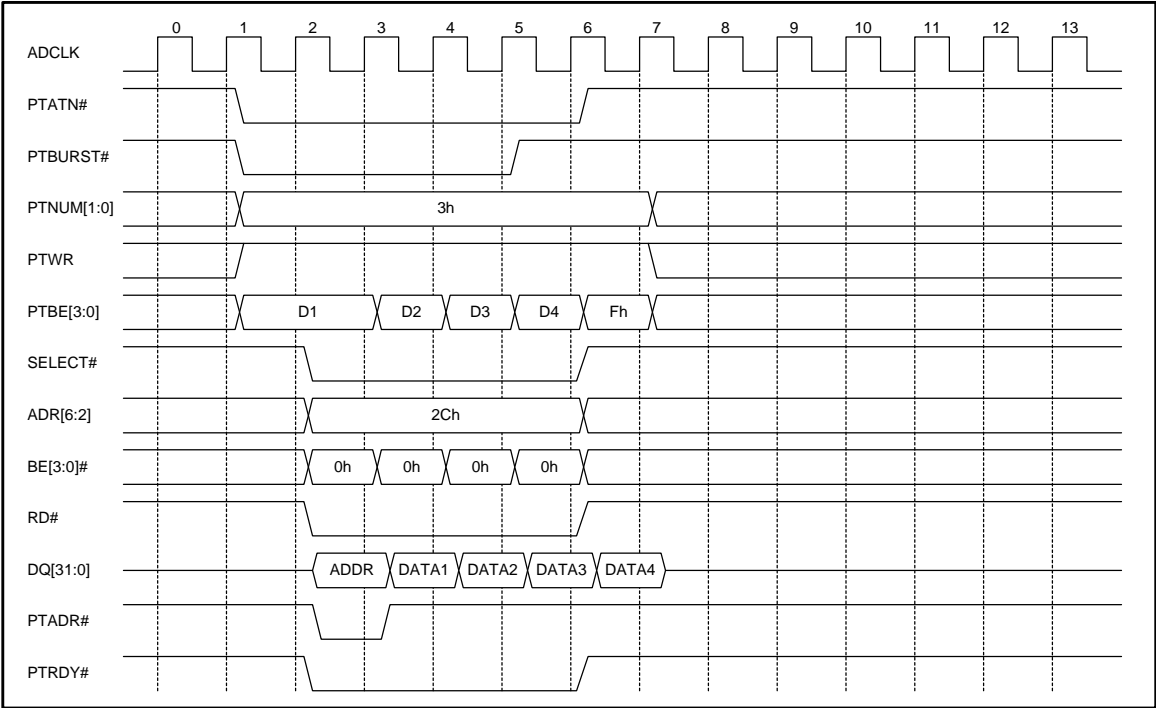 0 1 2 3 4 5 6 7 8 9 10 11 12 13
ADCLK
PTATN#
PTBURST#
PTNUM[1:0] 3h
PTWR
PTBE[3:0] D1 D2 D3 D4 Fh
SELECT#
ADR[6:2] 2Ch
BE[3:0]# 0h 0h 0h 0h
RD#
DQ[31:0] ADDR DATA1 DATA2 DATA3 DATA4
PTADR#
PTRDY#